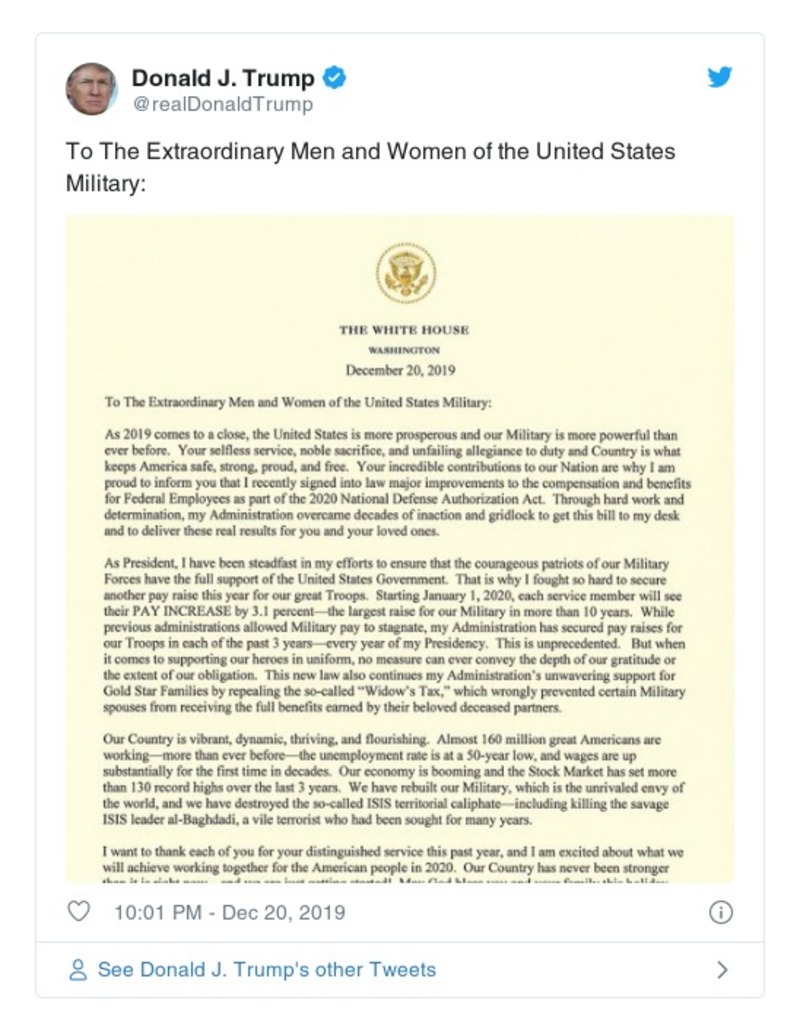 Donald J. Trump
@realDonaldTrump
To The Extraordinary Men and Women of the United States
Military:
THE WHITE HOUSE
WASHINGTON
December 20, 2019
To The Extraordinary Men and Women of the United States Military:
As 2019 comes to a close, the United States is more prosperous and our Military is more powerful than
ever before. Your selfless service, noble sacrifice, and unfailing allegiance to duty and Country is what
keeps America safe, strong, proud, and free. Your incredible contributions to our Nation are why I am
proud to inform you that I recently signed into law major improvements to the compensation and benefits
for Federal Employees as part of the 2020 National Defense Authorization Act. Through hard work and
determination, my Administration overcame decades of inaction and gridlock to get this bill to my desk
and to deliver these real results for you and your loved ones.
As President, I have been steadfast in my efforts to ensure that the courageous patriots of our Military
Forces have the full support of the United States Government. That is why I fought so hard to secure
another pay raise this year for our great Troops. Starting January 1, 2020, each service member will see
their PAY INCREASE by 3.1 percent—the largest raise for our Military in more than 10 years. While
previous administrations allowed Military pay to stagnate, my Administration has secured pay raises for
our Troops in each of the past 3 years—every year of my Presidency. This is unprecedented. But when
it comes to supporting our heroes in uniform, no measure can ever convey the depth of our gratitude or
the extent of our obligation. This new law also continues my Administration's unwavering support for
Gold Star Families by repealing the so-called “Widow's Tax,” which wrongly prevented certain Military
spouses from receiving the full benefits earned by their beloved deceased partners.
Our Country is vibrant, dynamic, thriving, and flourishing. Almost 160 million great Americans are
working—more than ever before—the unemployment rate is at a 50-year low, and wages are up
substantially for the first time in decades. Our economy is booming and the Stock Market has set more
than 130 record highs over the last 3 years. We have rebuilt our Military, which is the unrivaled envy of
the world, and we have destroyed the so-called ISIS territorial caliphate—including killing the savage
ISIS leader al-Baghdadi, a vile terrorist who had been sought for many years.
I want to thank each of you for your distinguished service this past year, and I am excited about what we
will achieve working together for the American people in 2020. Our Country has never been stronger
than it is right now—and we are just getting started! May God bless you and your family this holiday
10:01 PM - Dec 20, 2019
See Donald J. Trump's other Tweets